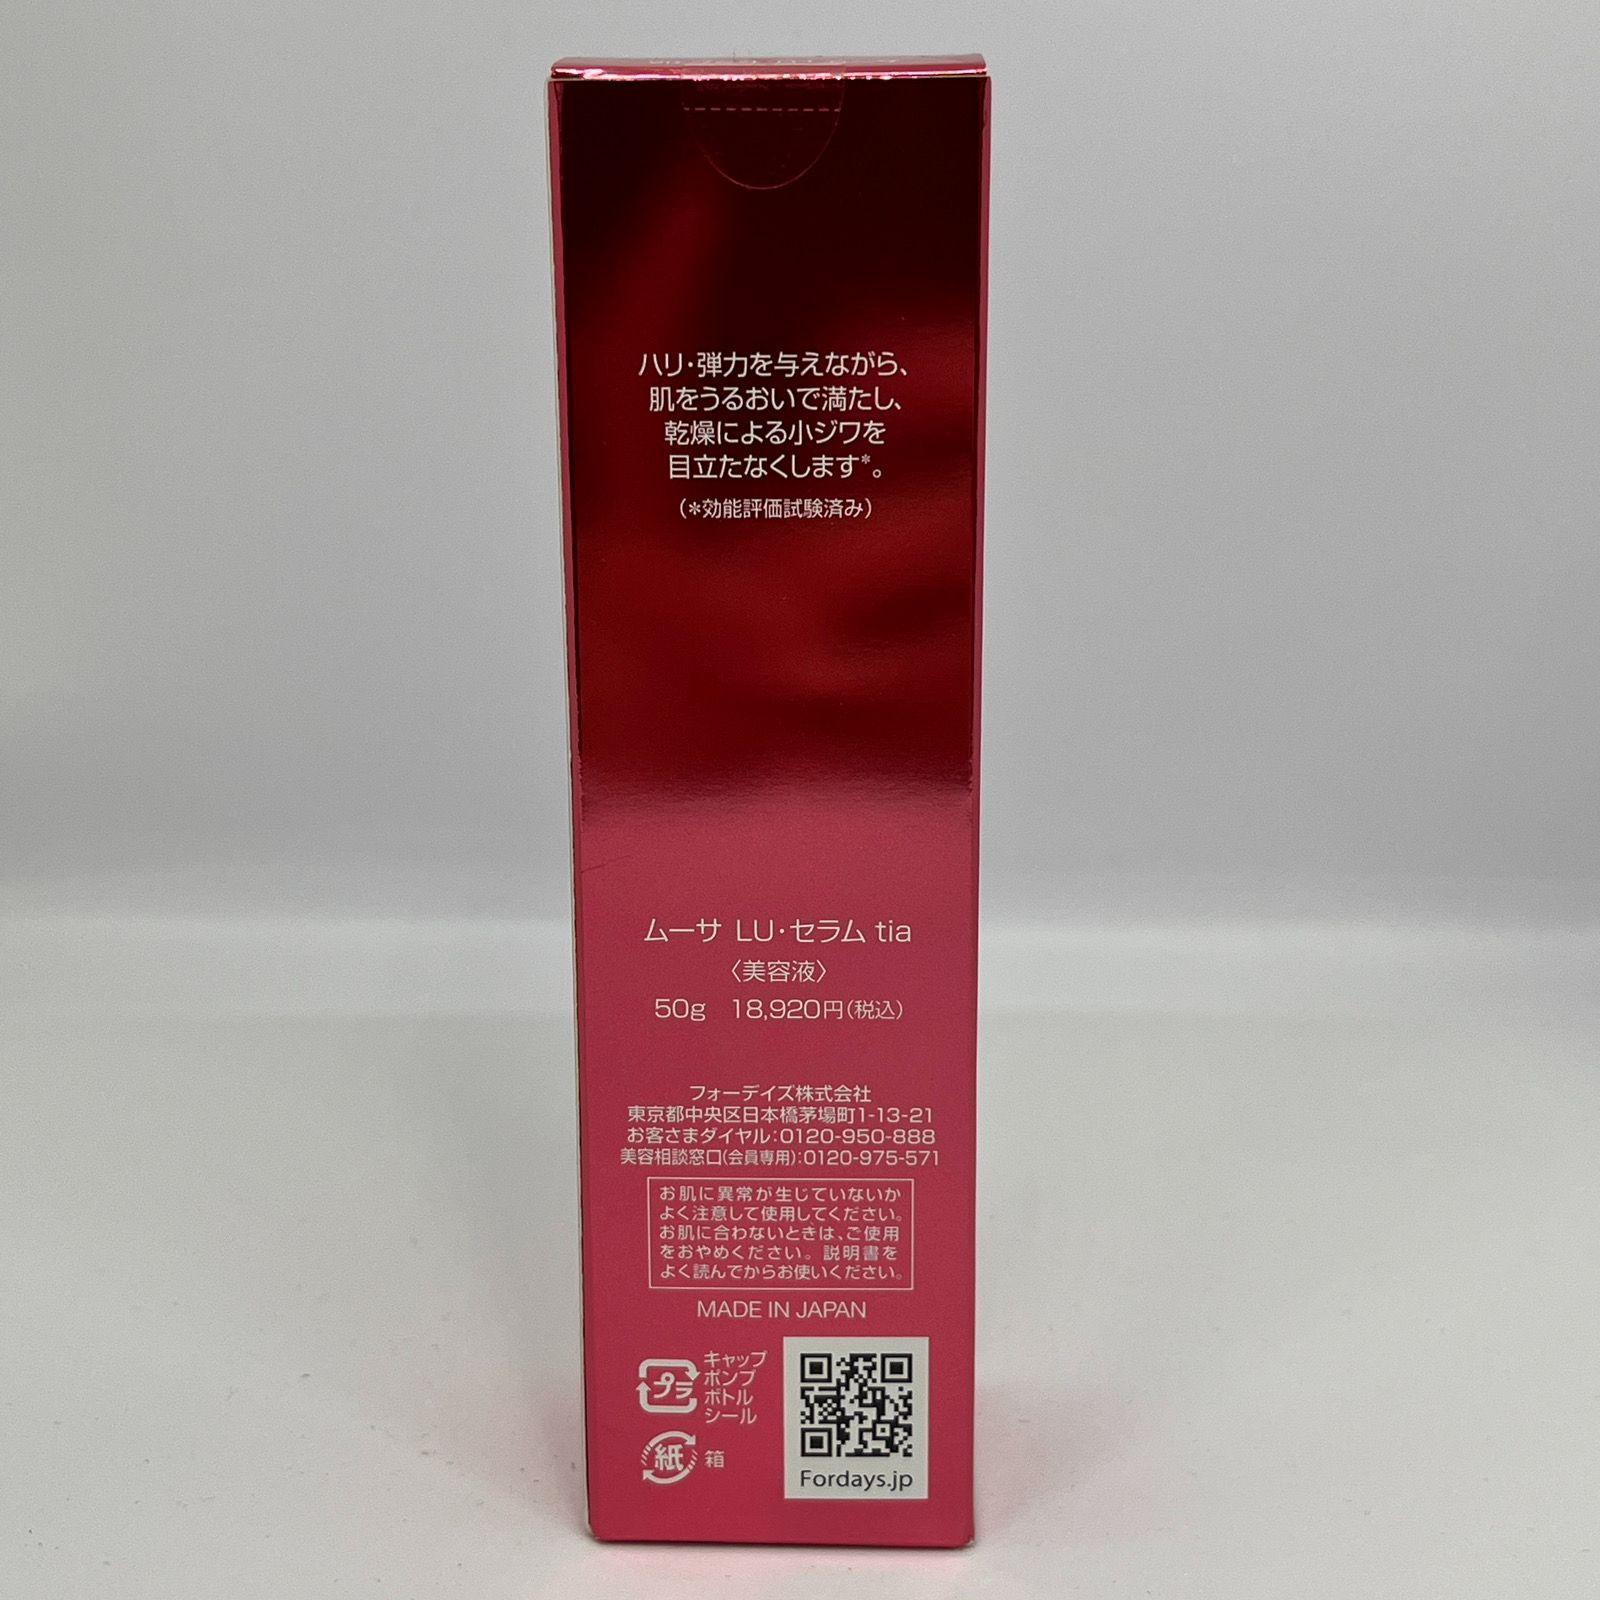 ハリ・弾力を与えながら、
肌をうるおいで満たし、
乾燥による小ジワを
目立たなくします*。
(*効能評価試験済み)
ムーサ LU・セラム tia
〈美容液〉
50g 18,920円(税込)
フォーデイズ株式会社
東京都中央区日本橋茅場町1-13-21
お客さまダイヤル:0120-950-888
美容相談窓口(会員専用):0120-975-571
お肌に異常が生じていないか
よく注意して使用してください。
お肌に合わないときは、ご使用
をおやめください。説明書を
よく読んでからお使いください。
MADE IN JAPAN
プラ
キャップ
ポンプ
ボトル
シール
紙 箱
Fordays.jp